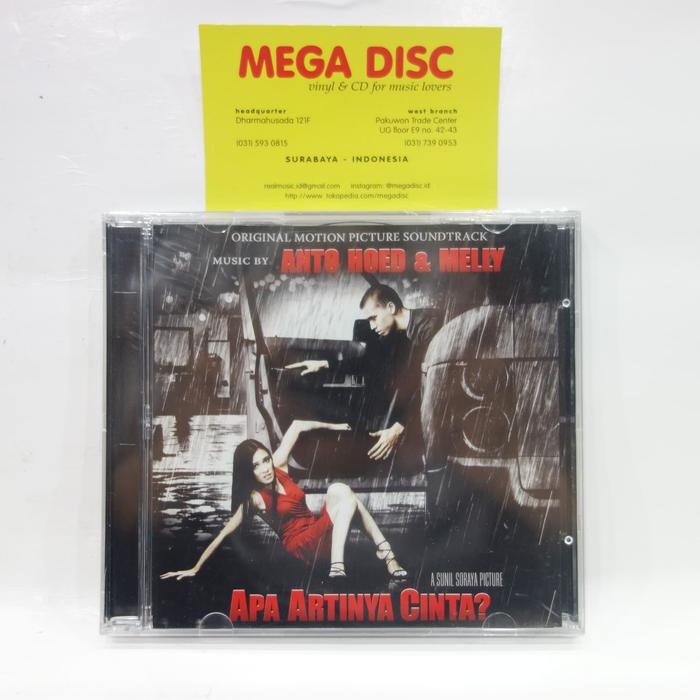 MEGA DISC
vinyl & CD for music lovers
headquarter
Dharmahusada 121F
(031) 593 0815
west branch
Pakuwon Trade Center
UG floor E9 no. 42-43
(031) 739 0953
SURABAYA - INDONESIA
realmusic.id@gmail.com instagram: @megadisc.id
http://www.tokopedia.com/megadisc
ORIGINAL MOTION PICTURE SOUNDTRACK
MUSIC BY ANTO HOED & MELLY
A SUNIL SORAYA PICTURE
APA ARTINYA CINTA?